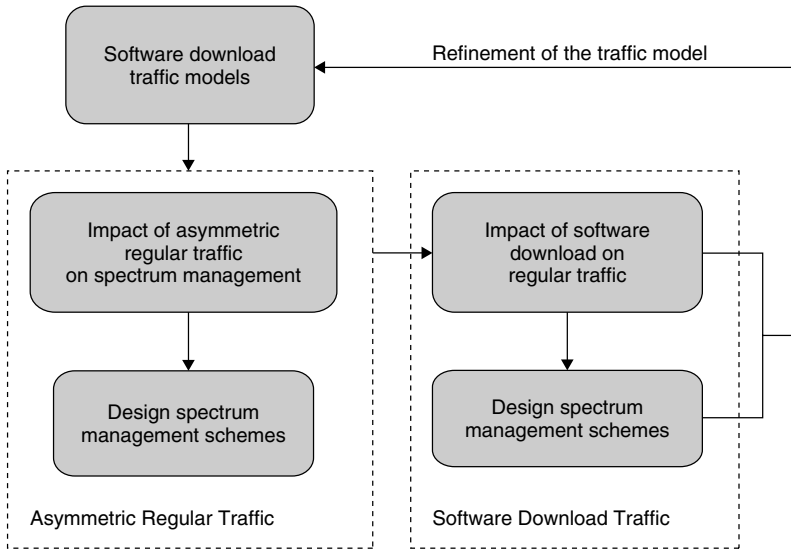 Software download
traffic models
Refinement of the traffic model
Impact of asymmetric
regular traffic
on spectrum management
Impact of software
download on
regular traffic
Design spectrum
management schemes
Design spectrum
management schemes
Asymmetric Regular Traffic
Software Download Traffic